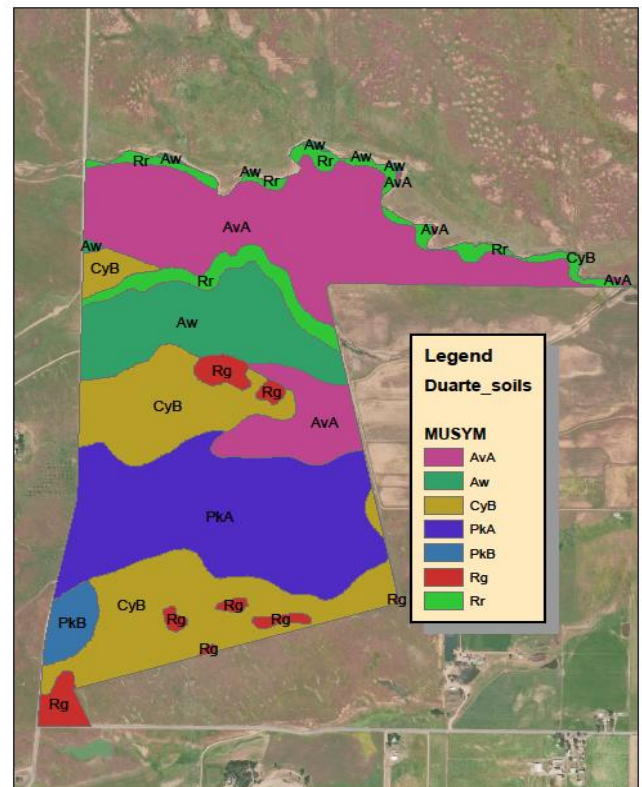 Aw
Rr Aw
Aw Rr
Aw
Rr
Aw
AvA
AvA
AvA
Aw
Rr
CyB
CyB
Rr
AvA
Aw
Rg
Rg
CyB
AvA
PkA
CyB
Rg
Rg
Rg
Rg
PkB
Rg
Rg
Legend
Duarte_soils
MUSYM
AvA
Aw
CyB
PkA
PkB
Rg
Rr